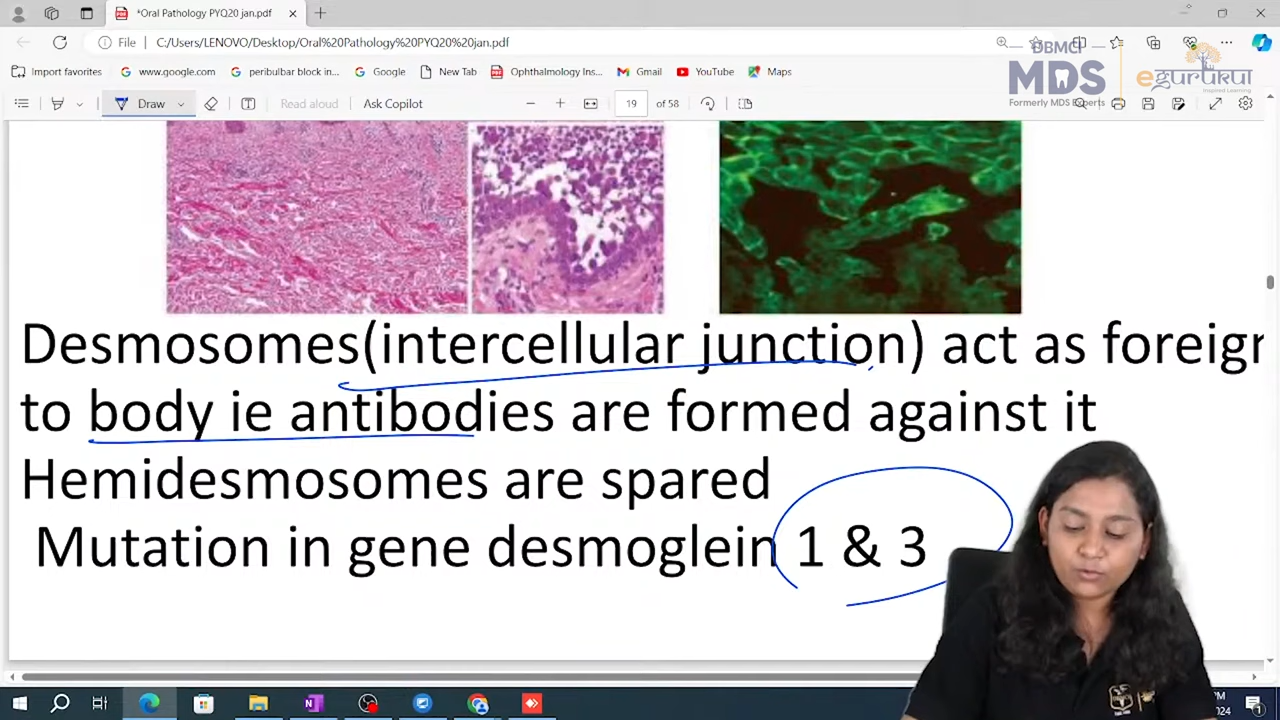 *Oral Pathology PYQ20 jan.pdf
File C:/Users/LENOVO/Desktop/Oral%20Pathology%20PYQ20%20jan.pdf
DBMCI
MDS
Formerly MDS Experts
egurukul
Inspired Learning
Import favorites www.google.com peribulbar block in... Google New Tab Ophthalmology Ins... Gmail YouTube Maps
Draw Read aloud Ask Copilot 19 of 58
Desmosomes(intercellular junction) act as foreign
to body ie antibodies are formed against it
Hemidesmosomes are spared
Mutation in gene desmoglein 1 & 3